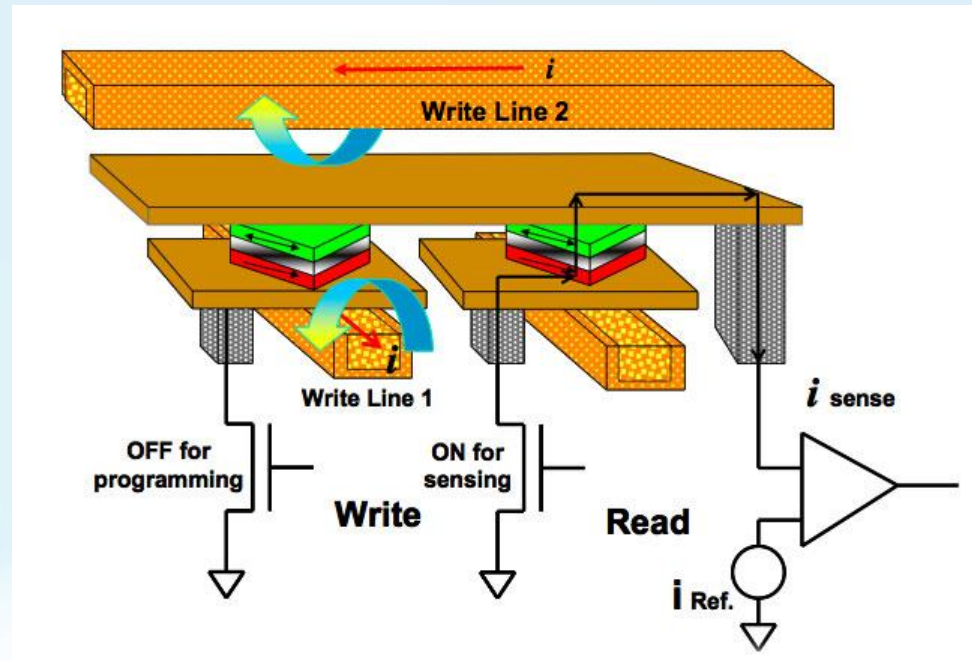 i
Write Line 2
i
Write Line 1
i sense
OFF for
programming
ON for
sensing
Write
Read
i Ref.